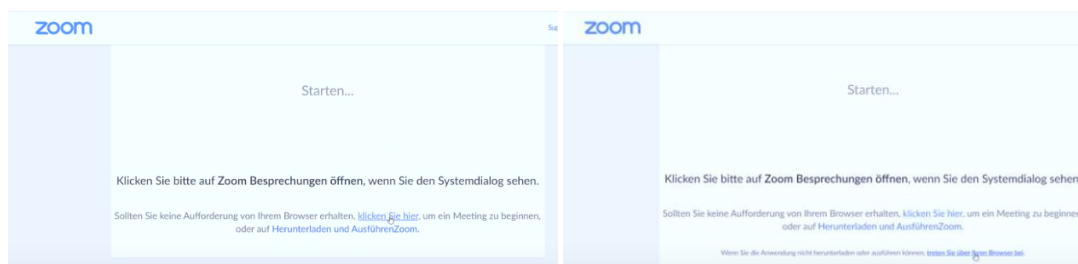 zoom
Sup
Starten...
Klicken Sie bitte auf Zoom Besprechungen öffnen, wenn Sie den Systemdialog sehen.
Sollten Sie keine Aufforderung von Ihrem Browser erhalten, klicken Sie hier, um ein Meeting zu beginnen,
oder auf Herunterladen und AusführenZoom.
zoom
Starten...
Klicken Sie bitte auf Zoom Besprechungen öffnen, wenn Sie den Systemdialog sehen
Sollten Sie keine Aufforderung von Ihrem Browser erhalten, klicken Sie hier, um ein Meeting zu beginnen
oder auf Herunterladen und AusführenZoom.
Wenn Sie die Anwendung nicht herunterladen oder ausführen können, treten Sie über Ihren Browser bei.